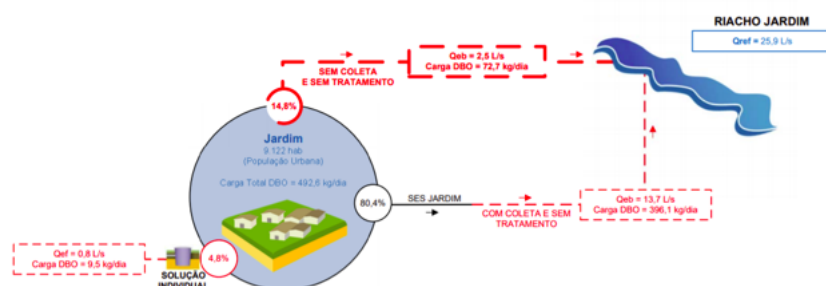 RIACHO JARDIM
Qref = 25,9 L/s
Qeb = 2,5 L/s
Carga DBO = 72,7 kg/dia
SEM COLETA
E SEM TRATAMENTO
14,8%
Jardim
9.122 hab
(População Urbana)
Carga Total DBO = 492,6 kg/dia
80,4%
SES JARDIM
COM COLETA E SEM
TRATAMENTO
Qeb = 13,7 L/s
Carga DBO = 396,1 kg/dia
Qef = 0,8 L/s
Carga DBO = 9,5 kg/dia
4,8%
SOLUÇÃO
INDIVIDUAL